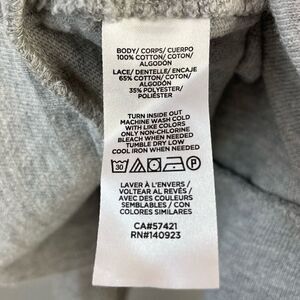 BODY/ CORPS/ CUERPO
100% COTTON/ COTON/
ALGODÓN
LACE/ DENTELLE/ ENCAJE
65% COTTON/ COTON/
ALGODÓN
35% POLYESTER/
POLIÉSTER
TURN INSIDE OUT
MACHINE WASH COLD
WITH LIKE COLORS
ONLY NON-CHLORINE
BLEACH WHEN NEEDED
TUMBLE DRY LOW
COOL IRON WHEN NEEDED
30 P
LAVER À L'ENVERS /
VOLTEAR AL REVÉS /
AVEC DES COULEURS
SEMBLABLES / CON
COLORES SIMILARES
CA#57421
RN#140923